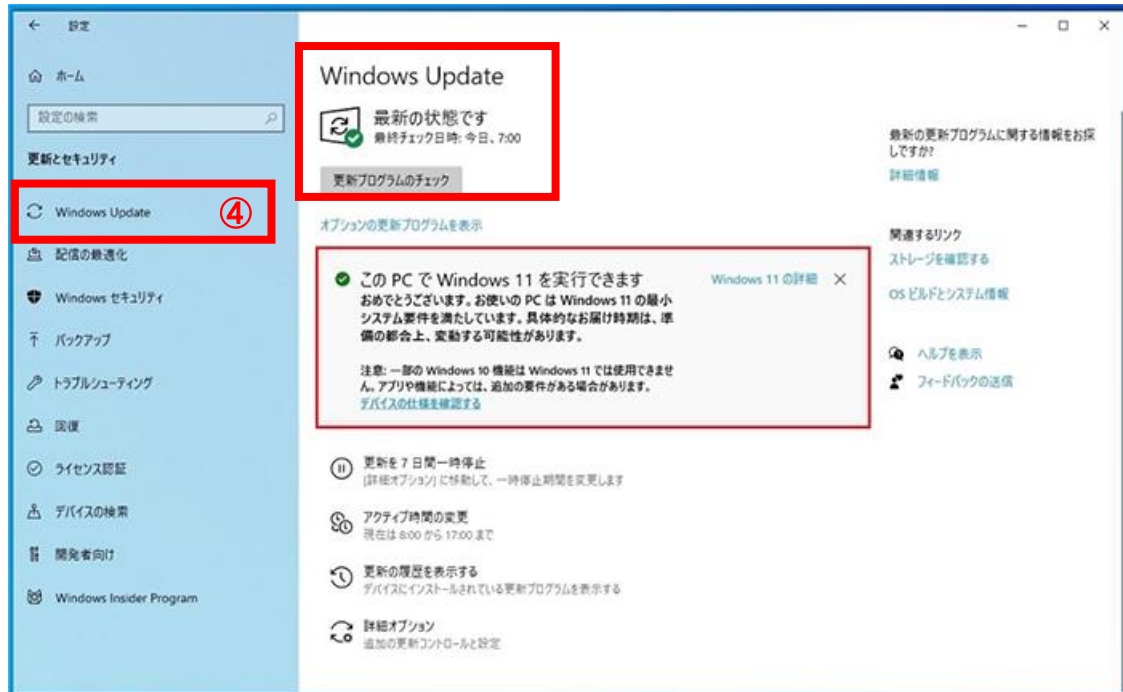 設定
ホーム
設定の検索
更新とセキュリティ
Windows Update
④
配信の最適化
Windows セキュリティ
バックアップ
トラブルシューティング
回復
ライセンス認証
デバイスの検索
開発者向け
Windows Insider Program
Windows Update
最新の状態です
最終チェック日時: 今日、7:00
更新プログラムのチェック
オプションの更新プログラムを表示
この PC で Windows 11 を実行できます
Windows 11 の詳細
おめでとうございます。お使いの PC は Windows 11 の最小
システム要件を満たしています。具体的なお届け時期は、準
備の都合上、変動する可能性があります。
注意: 一部の Windows 10 機能は Windows 11 では使用できませ
ん。アプリや機能によっては、追加の要件がある場合があります。
デバイスの仕様を確認する
更新を 7 日間一時停止
[詳細オプション] に移動して、一時停止期間を変更します
アクティブ時間の変更
現在は 8:00 から 17:00 まで
更新の履歴を表示する
デバイスにインストールされている更新プログラムを表示する
詳細オプション
追加の更新コントロールと設定
最新の更新プログラムに関する情報をお探
しですか?
詳細情報
関連するリンク
ストレージを確認する
OS ビルドとシステム情報
ヘルプを表示
フィードバックの送信